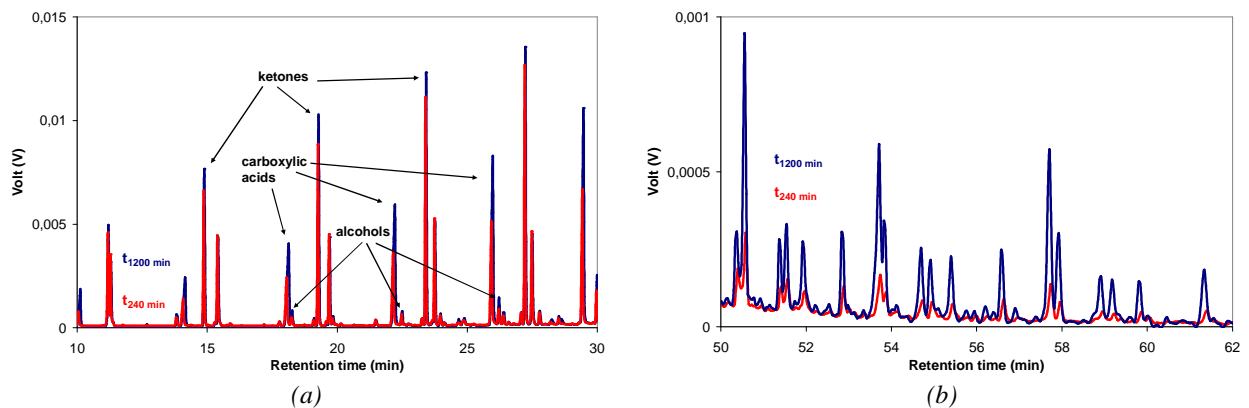 0,015
0,01
0,005
0
Volt (V)
ketones
carboxylic
acids
alcohols
t1200 min
t240 min
10 15 20 25 30
Retention time (min)
(a)
0,001
0,0005
0
Volt (V)
t1200 min
t240 min
50 52 54 56 58 60 62
Retention time (min)
(b)